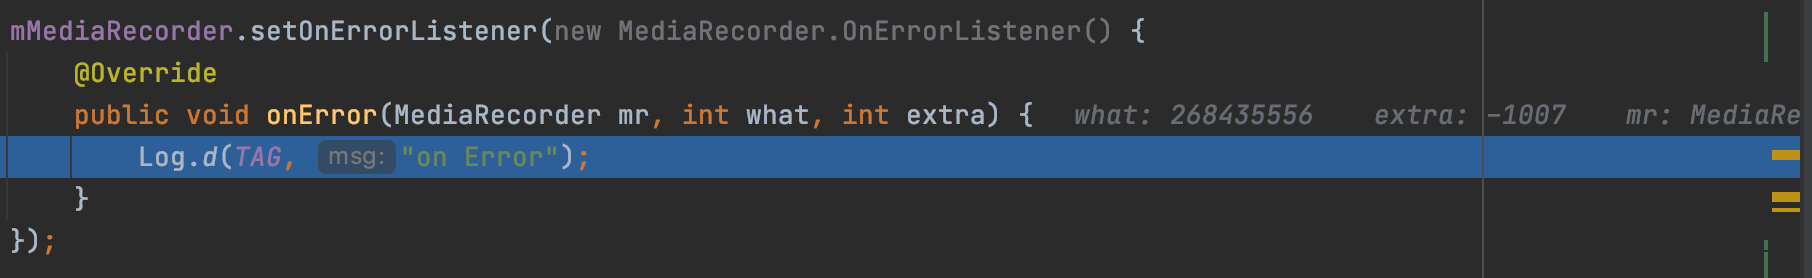 mMediaRecorder.setOnErrorListener(new MediaRecorder.OnErrorListener() {
@Override
public void onError(MediaRecorder mr, int what, int extra) { what: 268435556 extra: -1007 mr: MediaRe
Log.d(TAG, msg: "on Error");
}
});